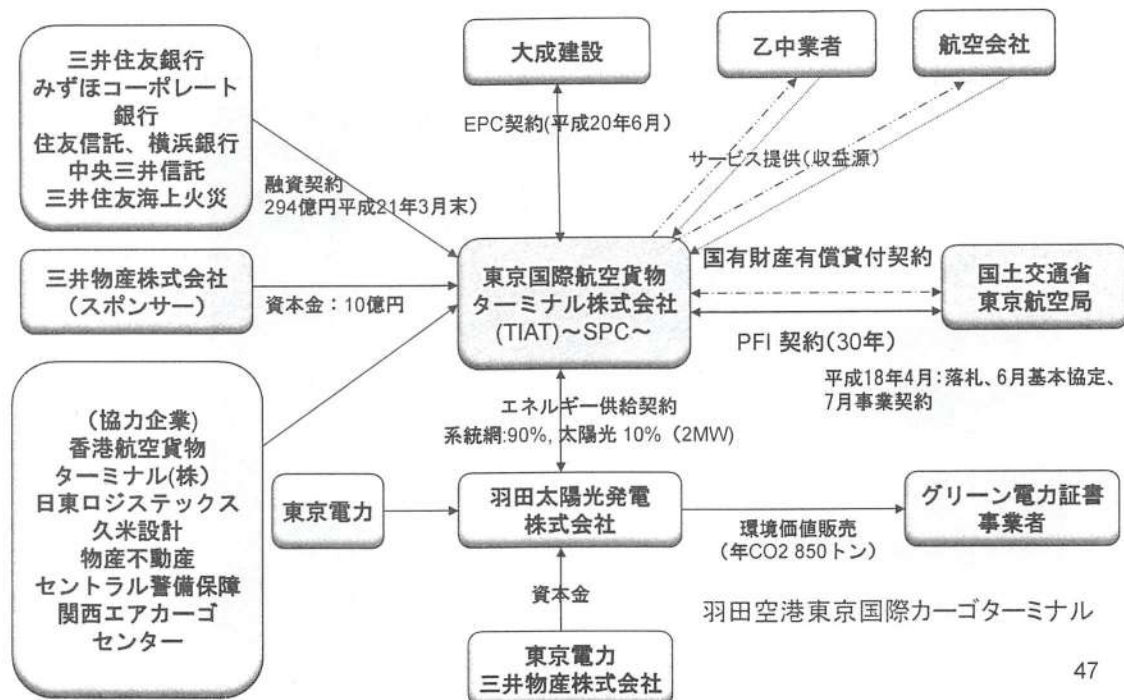 三井住友銀行
みずほコーポレート
銀行
住友信託、横浜銀行
中央三井信託
三井住友海上火災
大成建設
乙中業者
航空会社
EPC契約(平成20年6月)
サービス提供(収益源)
融資契約
294億円平成21年3月末)
三井物産株式会社
(スポンサー)
資本金:10億円
東京国際航空貨物
ターミナル株式会社
(TIAT)～SPC～
国有財産有償貸付契約
国土交通省
東京航空局
PFI 契約(30年)
平成18年4月:落札、6月基本協定、
7月事業契約
(協力企業)
香港航空貨物
ターミナル(株)
日東ロジステックス
久米設計
物産不動産
セントラル警備保障
関西エアカーゴ
センター
エネルギー供給契約
系統網:90%, 太陽光 10% (2MW)
東京電力
羽田太陽光発電
株式会社
環境価値販売
(年CO2 850トン)
グリーン電力証書
事業者
資本金
東京電力
三井物産株式会社
羽田空港東京国際カーゴターミナル
47